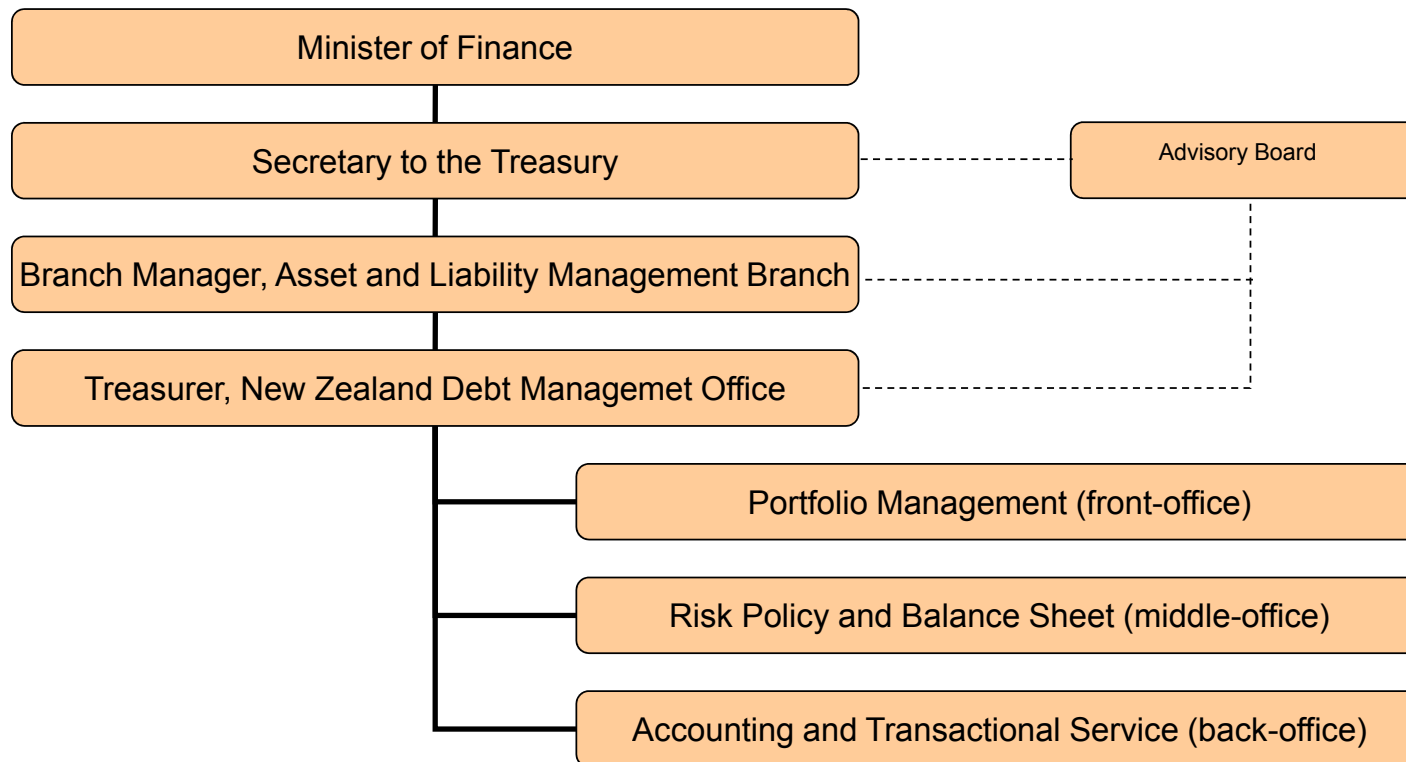 Minister of Finance
Secretary to the Treasury
Advisory Board
Branch Manager, Asset and Liability Management Branch
Treasurer, New Zealand Debt Managemet Office
Portfolio Management (front-office)
Risk Policy and Balance Sheet (middle-office)
Accounting and Transactional Service (back-office)